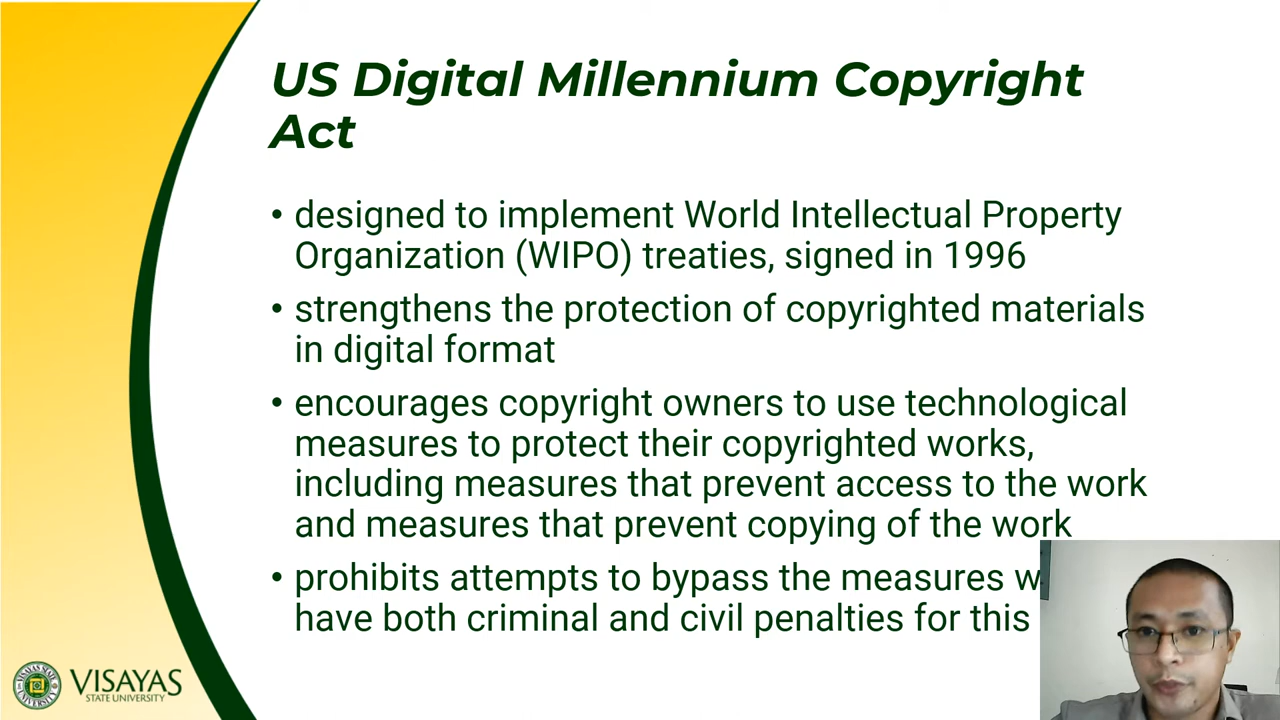 US Digital Millennium Copyright
Act
• designed to implement World Intellectual Property
Organization (WIPO) treaties, signed in 1996
• strengthens the protection of copyrighted materials
in digital format
• encourages copyright owners to use technological
measures to protect their copyrighted works,
including measures that prevent access to the work
and measures that prevent copying of the work
• prohibits attempts to bypass the measures
have both criminal and civil penalties for this
VISAYAS
STATE UNIVERSITY